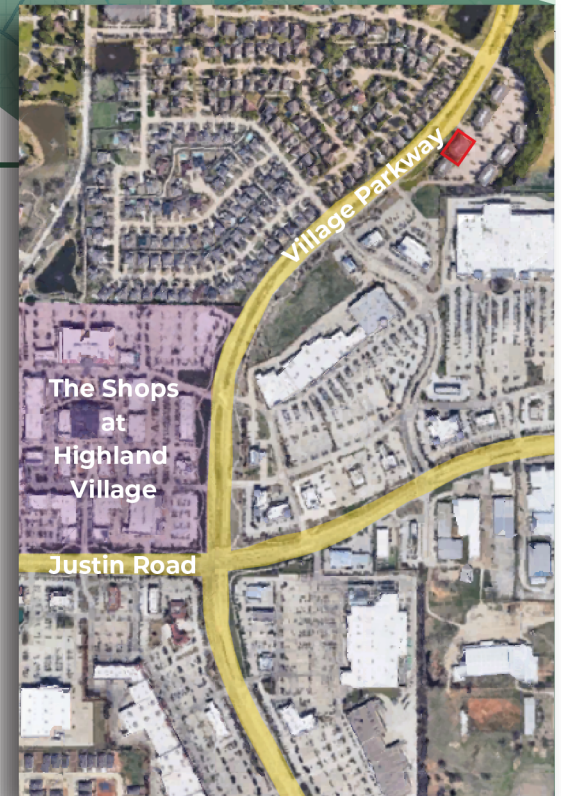 Village Parkway
The Shops
at
Highland
Village
Justin Road